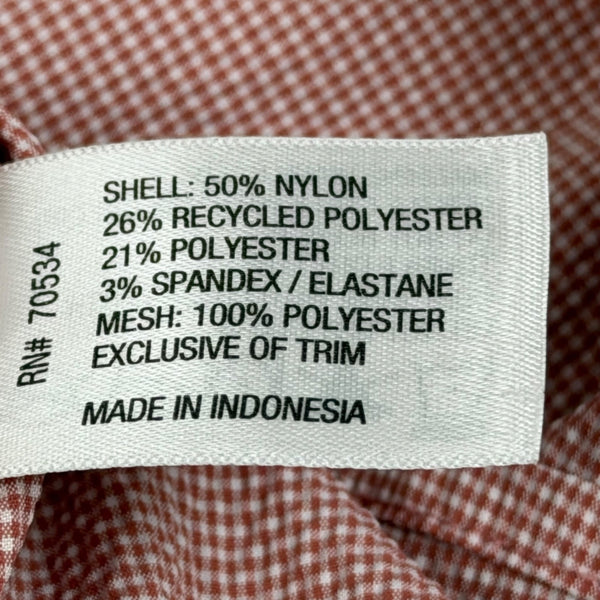 SHELL: 50% NYLON
26% RECYCLED POLYESTER
21% POLYESTER
3% SPANDEX / ELASTANE
MESH: 100% POLYESTER
EXCLUSIVE OF TRIM
MADE IN INDONESIA
RN# 70534